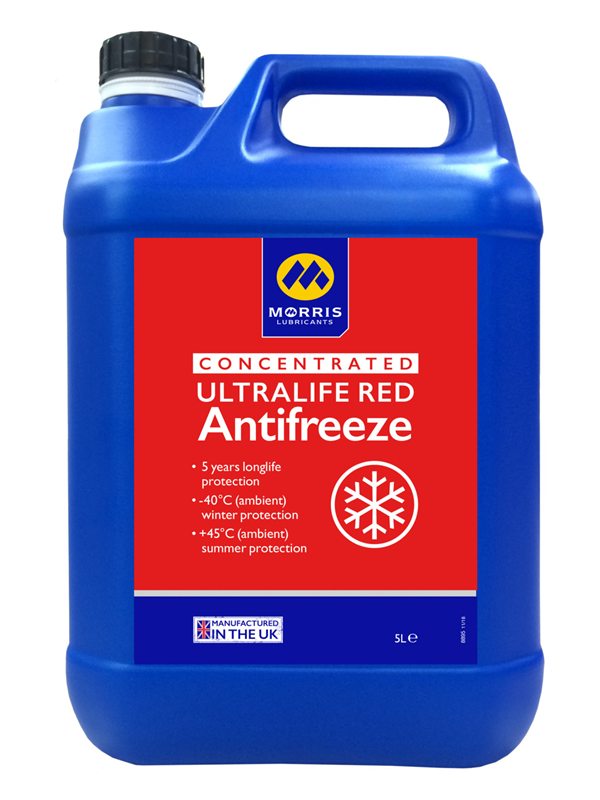 MORRIS
LUBRICANTS
CONCENTRATED
ULTRALIFE RED
Antifreeze
• 5 years longlife
protection
• -40°C (ambient)
winter protection
• +45°C (ambient)
summer protection
MANUFACTURED
IN THE UK
5L ℮